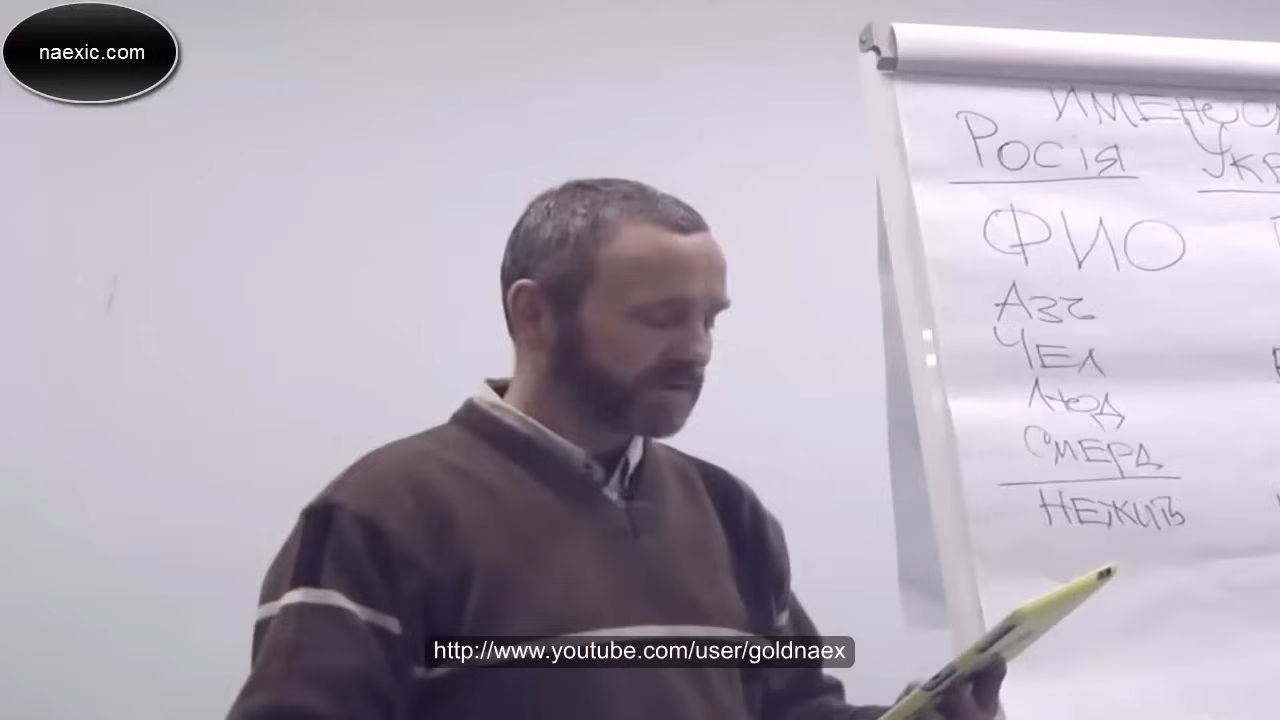 naexic.com
Росія
ФИО
Азъ
Чел
Люд
Смерд
Нежить
http://www.youtube.com/user/goldnaex